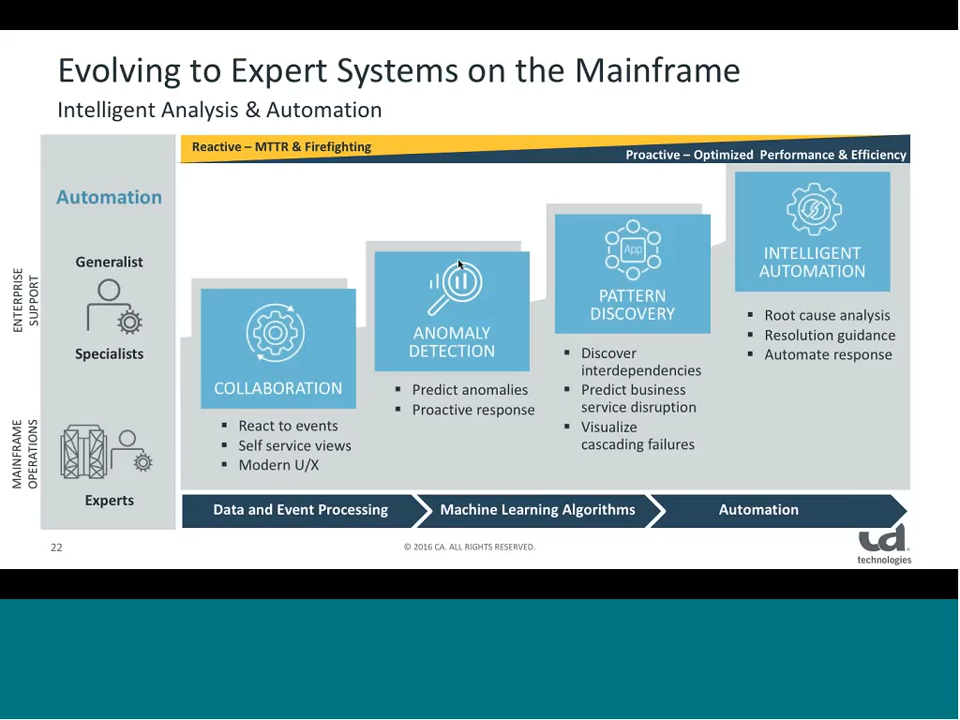 Evolving to Expert Systems on the Mainframe
Intelligent Analysis & Automation
Reactive – MTTR & Firefighting
Proactive – Optimized Performance & Efficiency
Automation
Generalist
Specialists
ENTERPRISE
SUPPORT
Experts
MAINFRAME
OPERATIONS
COLLABORATION
▪ React to events
▪ Self service views
▪ Modern U/X
ANOMALY
DETECTION
▪ Predict anomalies
▪ Proactive response
App
PATTERN
DISCOVERY
▪ Discover
interdependencies
▪ Predict business
service disruption
▪ Visualize
cascading failures
INTELLIGENT
AUTOMATION
▪ Root cause analysis
▪ Resolution guidance
▪ Automate response
Data and Event Processing
Machine Learning Algorithms
Automation
22
© 2016 CA. ALL RIGHTS RESERVED.
ca
technologies